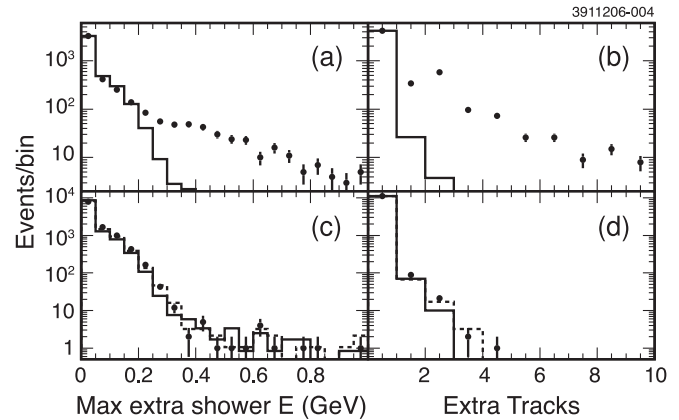 3911206-004
(a)
(b)
10³
10²
10
Events/bin
10⁴
(c)
(d)
10³
10²
10
1
0 0.2 0.4 0.6 0.8
2 4 6 8 10
Max extra shower E (GeV)
Extra Tracks